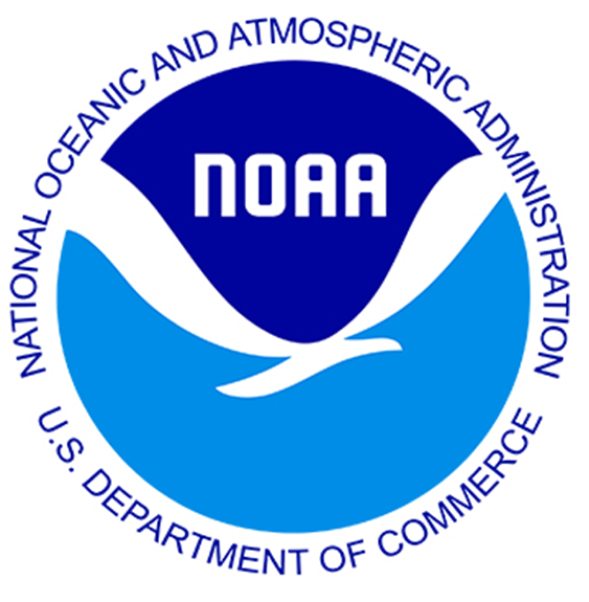 NATIONAL OCEANIC AND ATMOSPHERIC ADMINISTRATION
NOAA
U.S. DEPARTMENT OF COMMERCE